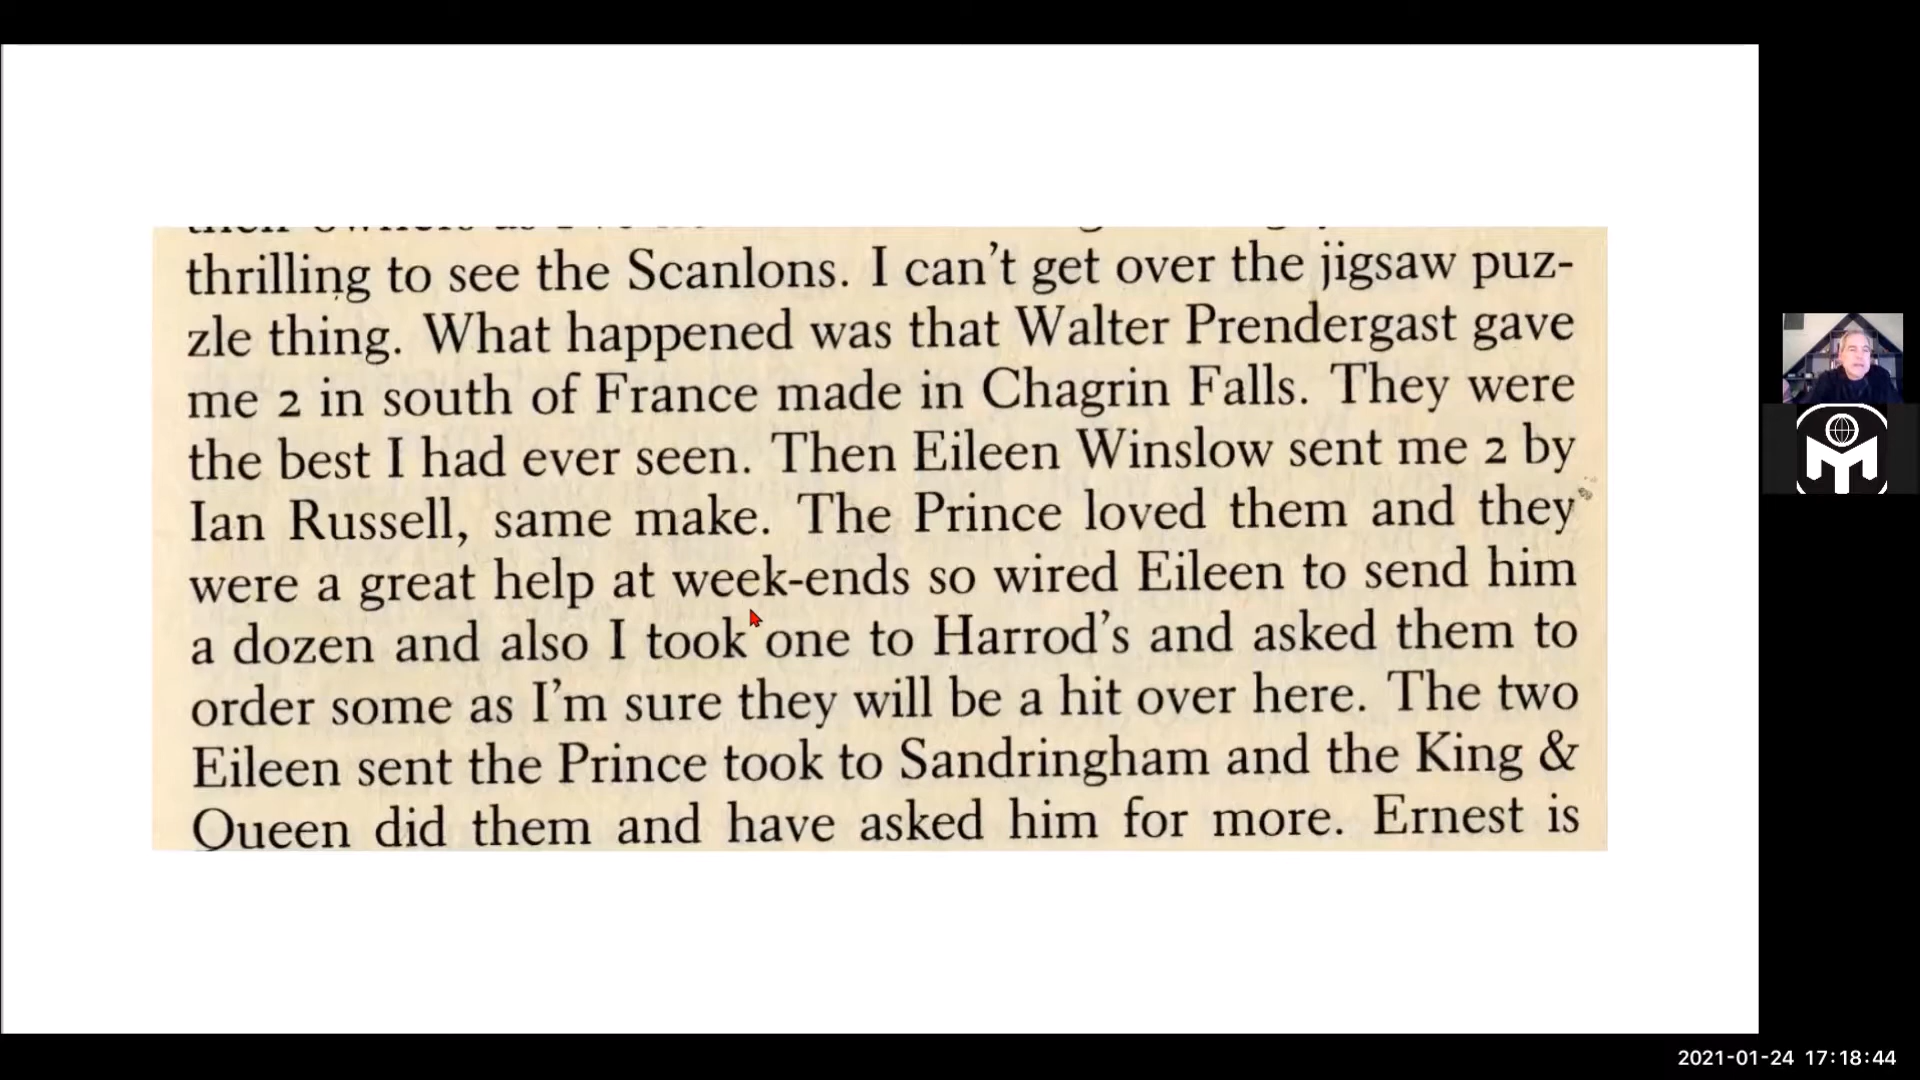 thrilling to see the Scanlons. I can't get over the jigsaw puz-
zle thing. What happened was that Walter Prendergast gave
me 2 in south of France made in Chagrin Falls. They were
the best I had ever seen. Then Eileen Winslow sent me 2 by
Ian Russell, same make. The Prince loved them and they
were a great help at week-ends so wired Eileen to send him
a dozen and also I took one to Harrod's and asked them to
order some as I'm sure they will be a hit over here. The two
Eileen sent the Prince took to Sandringham and the King &
Queen did them and have asked him for more. Ernest is
2021-01-24 17:18:44